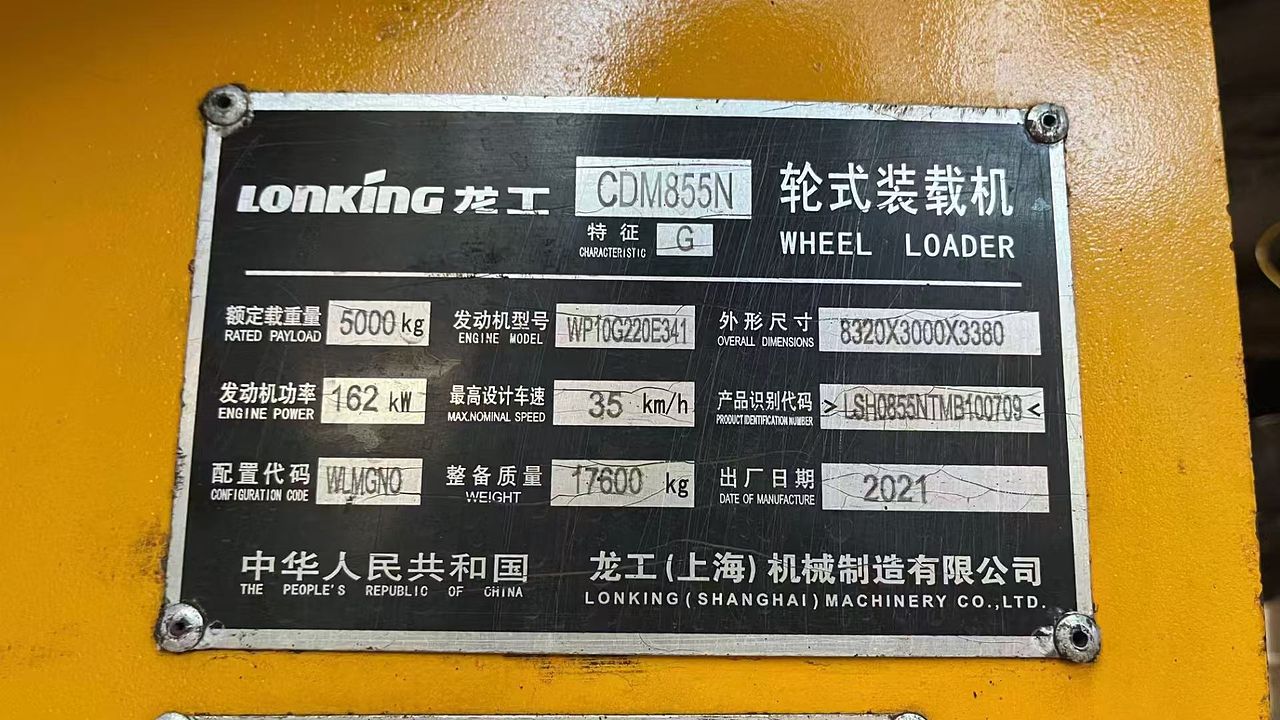 LONKING 龙工 CDM855N 轮式装载机
特征 G
CHARACTERISTIC WHEEL LOADER
额定载重量 5000 kg 发动机型号 WP10G220E341 外形尺寸 8320X3000X3380
RATED PAYLOAD ENGINE MODEL OVERALL DIMENSIONS
发动机功率 162 kW 最高设计车速 35 km/h 产品识别代码 >LSH0855NTMB100709<
ENGINE POWER MAX.NOMINAL SPEED PRODUCT IDENTIFICATION NUMBER
配置代码 WLMGNO 整备质量 17600 kg 出厂日期 2021
CONFIGURATION CODE WEIGHT DATE OF MANUFACTURE
中华人民共和国 龙工(上海)机械制造有限公司
THE PEOPLE'S REPUBLIC OF CHINA LONKING(SHANGHAI)MACHINERY CO.,LTD.